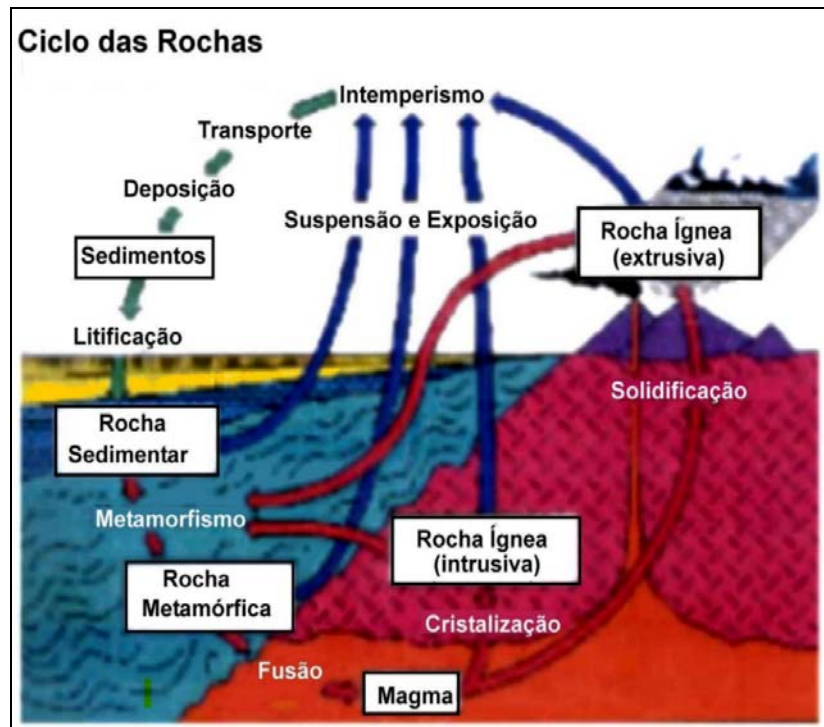 Ciclo das Rochas
Intemperismo
Transporte
Deposição
Suspensão e Exposição
Rocha Ígnea
(extrusiva)
Sedimentos
Litificação
Solidificação
Rocha
Sedimentar
Metamorfismo
Rocha Ígnea
(intrusiva)
Rocha
Metamórfica
Cristalização
Fusão
Magma